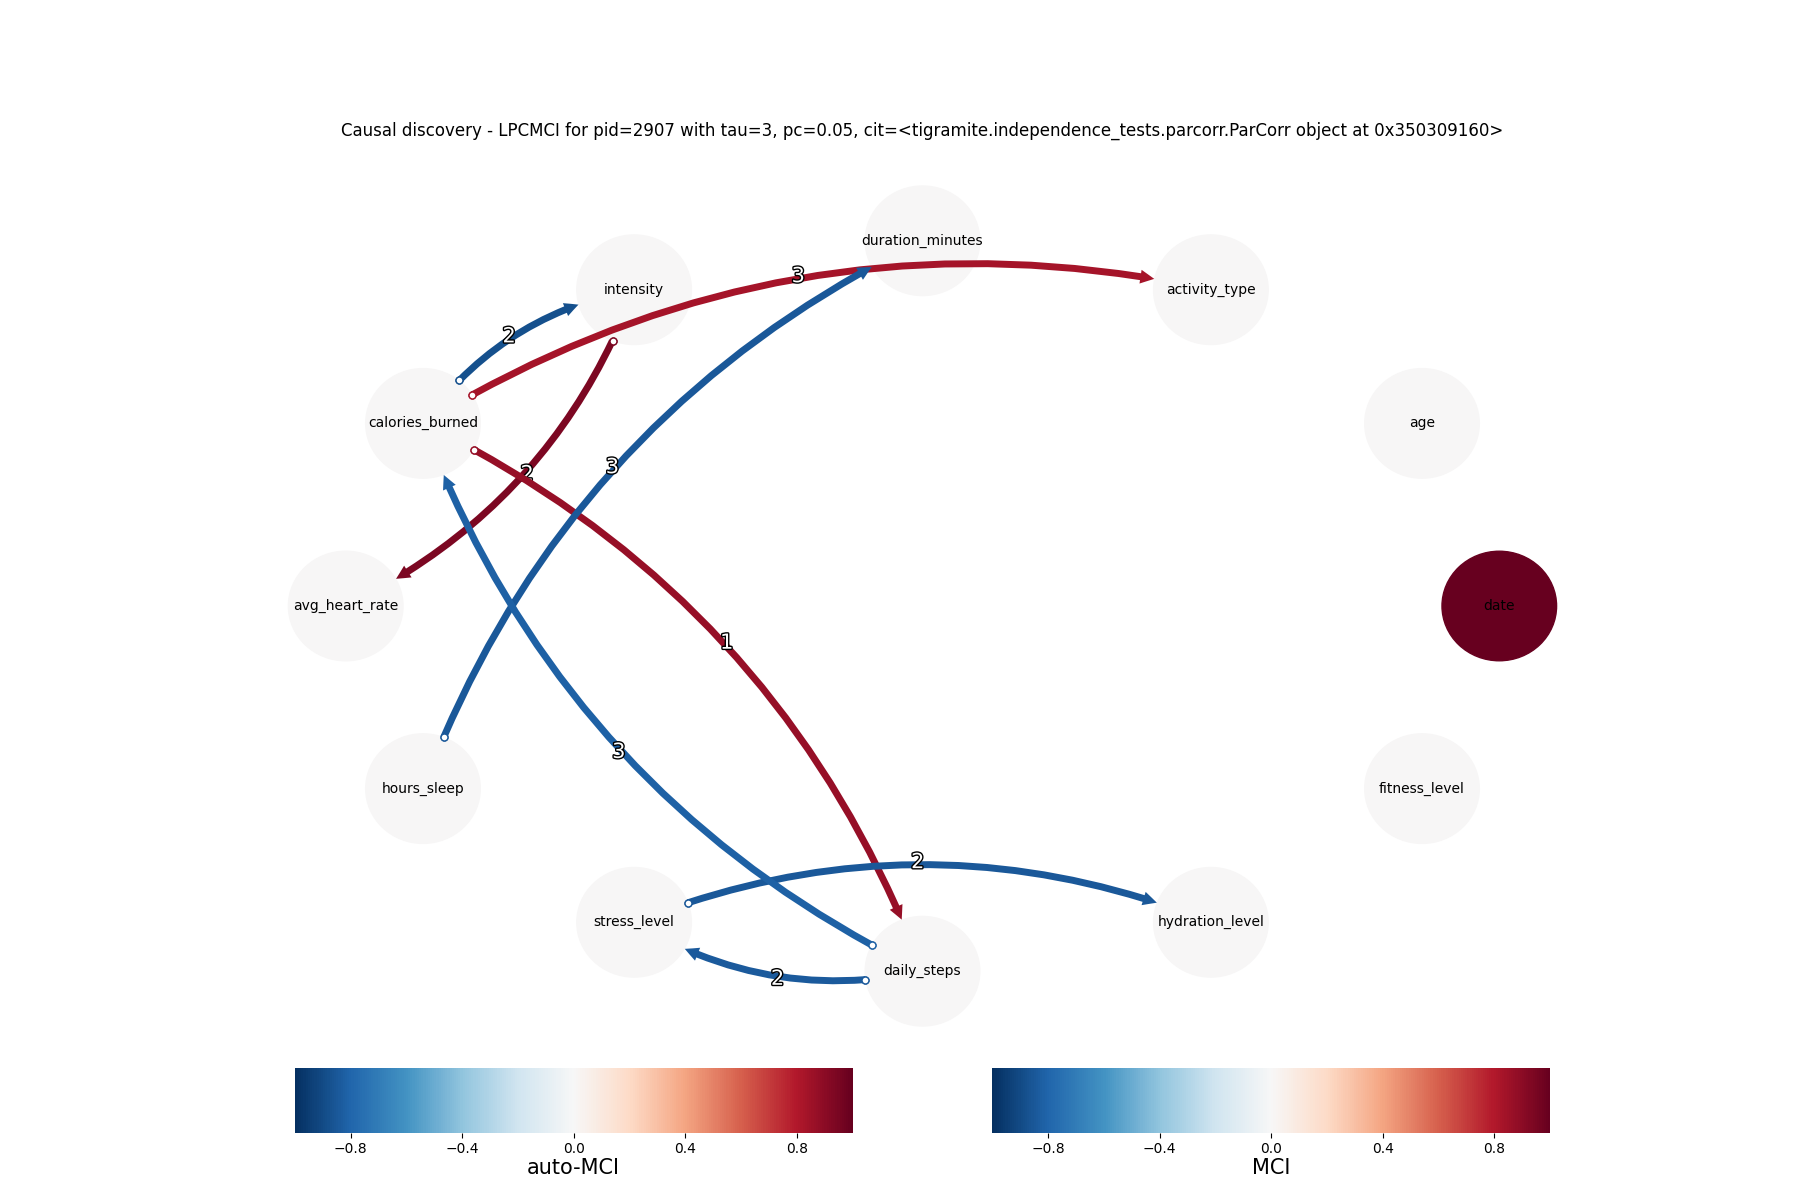 Causal discovery - LPCMCI for pid=2907 with tau=3, pc=0.05, cit=<tigramite.independence_tests.parcorr.ParCorr object at 0x350309160>
duration_minutes
intensity
activity_type
3
2
calories_burned
age
2
3
avg_heart_rate
date
1
3
hours_sleep
fitness_level
2
stress_level
hydration_level
daily_steps
2
−0.8 −0.4 0.0 0.4 0.8
auto-MCI
−0.8 −0.4 0.0 0.4 0.8
MCI